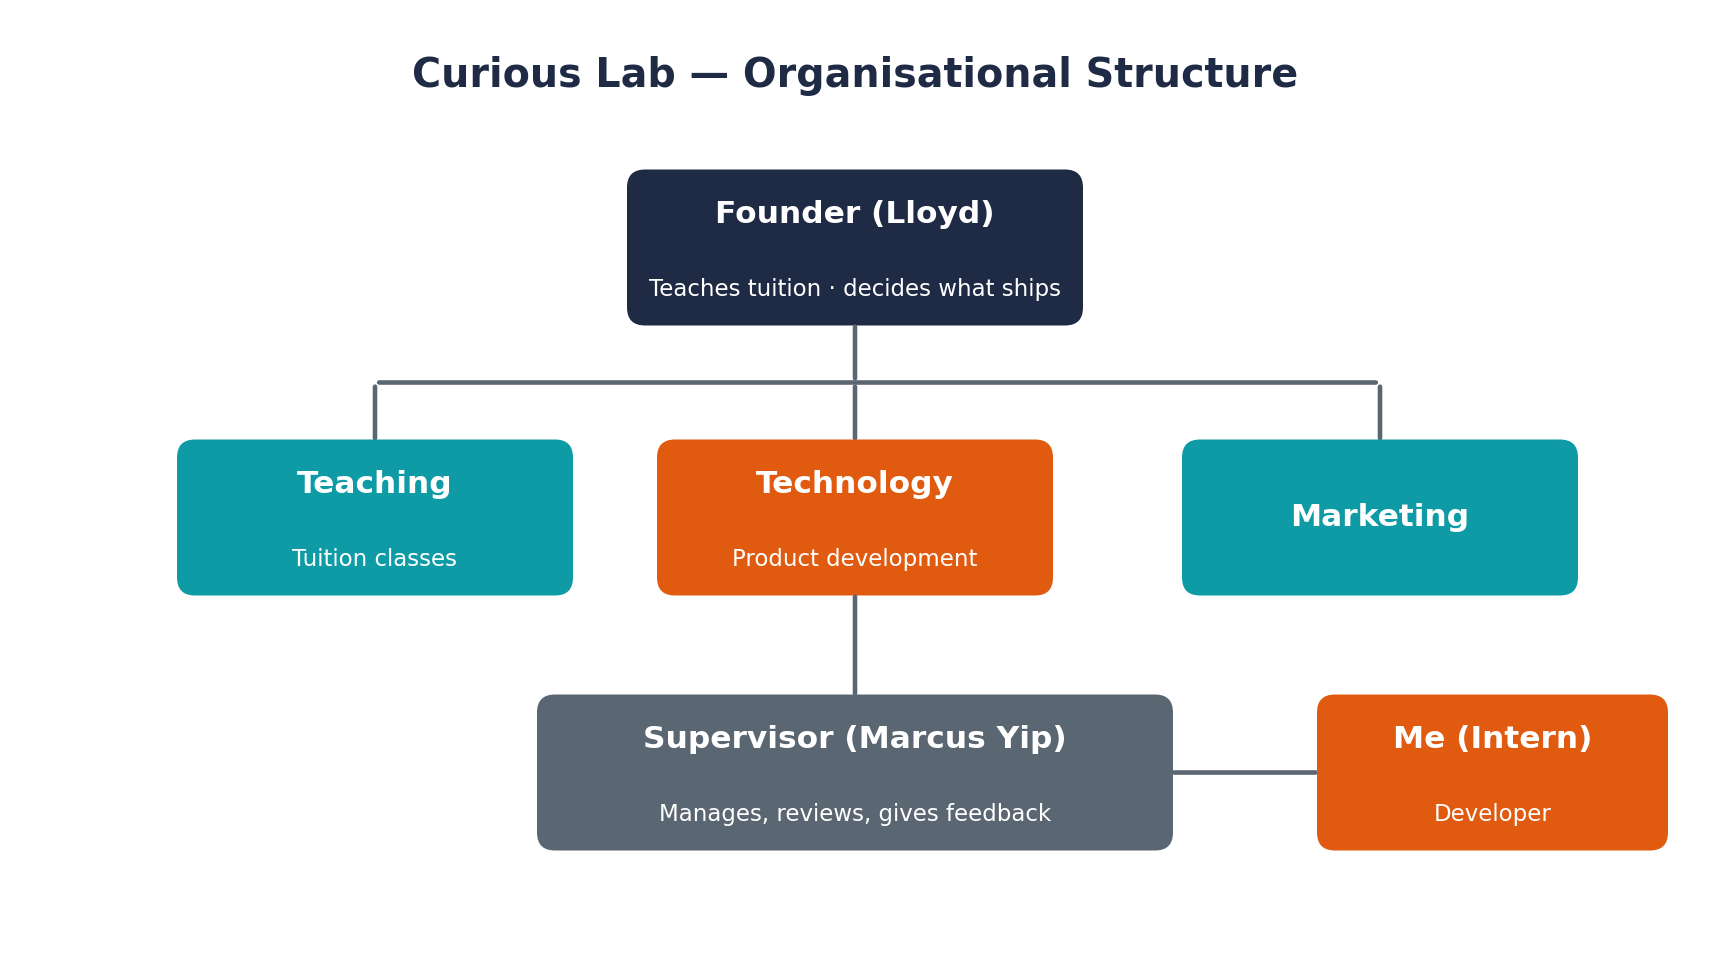 Curious Lab — Organisational Structure
Founder (Lloyd)
Teaches tuition · decides what ships
Teaching
Tuition classes
Technology
Product development
Marketing
Supervisor (Marcus Yip)
Manages, reviews, gives feedback
Me (Intern)
Developer